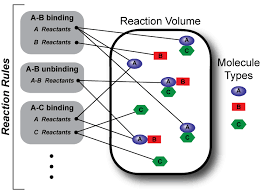 Reaction Rules
A-B binding
A Reactants
B Reactants
A-B unbinding
A-B Reactants
A-C binding
A Reactants
C Reactants
Reaction Volume
A
C
B
A
A B
C
C
A
C
A B
C
Molecule
Types
A
B
C